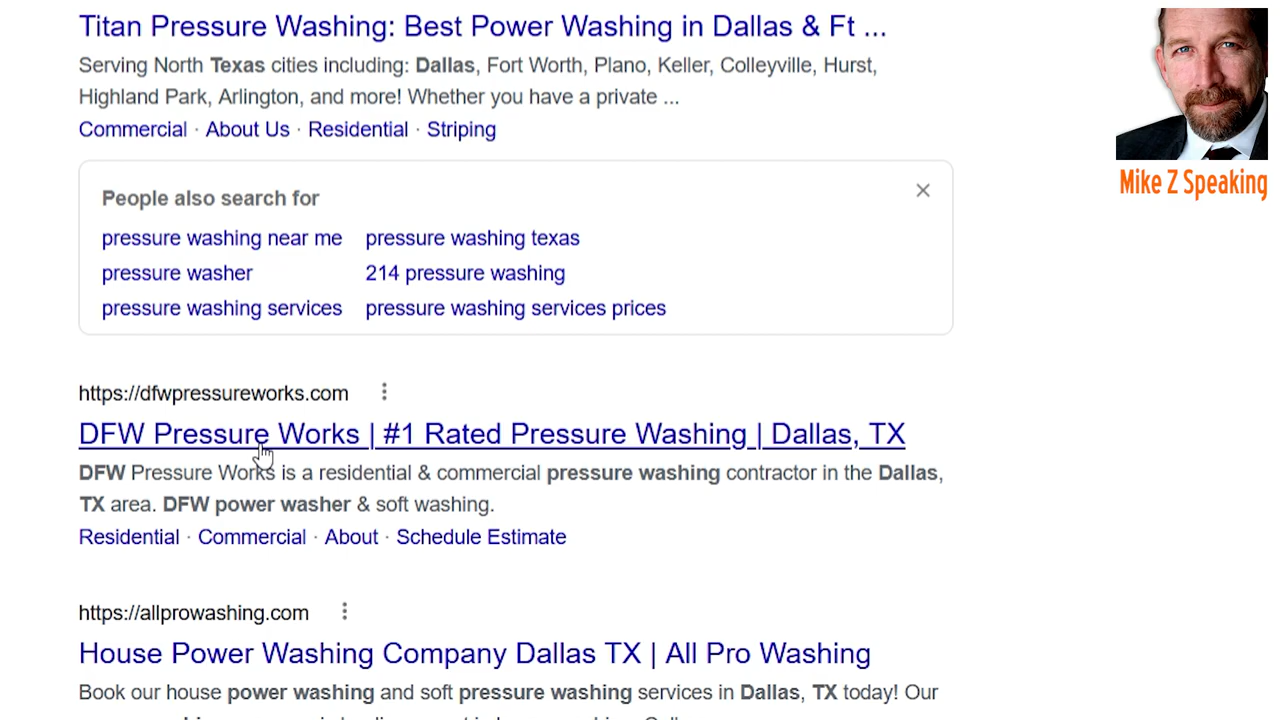 Titan Pressure Washing: Best Power Washing in Dallas & Ft ...
Serving North Texas cities including: Dallas, Fort Worth, Plano, Keller, Colleyville, Hurst,
Highland Park, Arlington, and more! Whether you have a private ...
Commercial · About Us · Residential · Striping
Mike Z Speaking
People also search for
pressure washing near me pressure washing texas
pressure washer 214 pressure washing
pressure washing services pressure washing services prices
https://dfwpressureworks.com
DFW Pressure Works | #1 Rated Pressure Washing | Dallas, TX
DFW Pressure Works is a residential & commercial pressure washing contractor in the Dallas,
TX area. DFW power washer & soft washing.
Residential · Commercial · About · Schedule Estimate
https://allprowashing.com
House Power Washing Company Dallas TX | All Pro Washing
Book our house power washing and soft pressure washing services in Dallas, TX today! Our